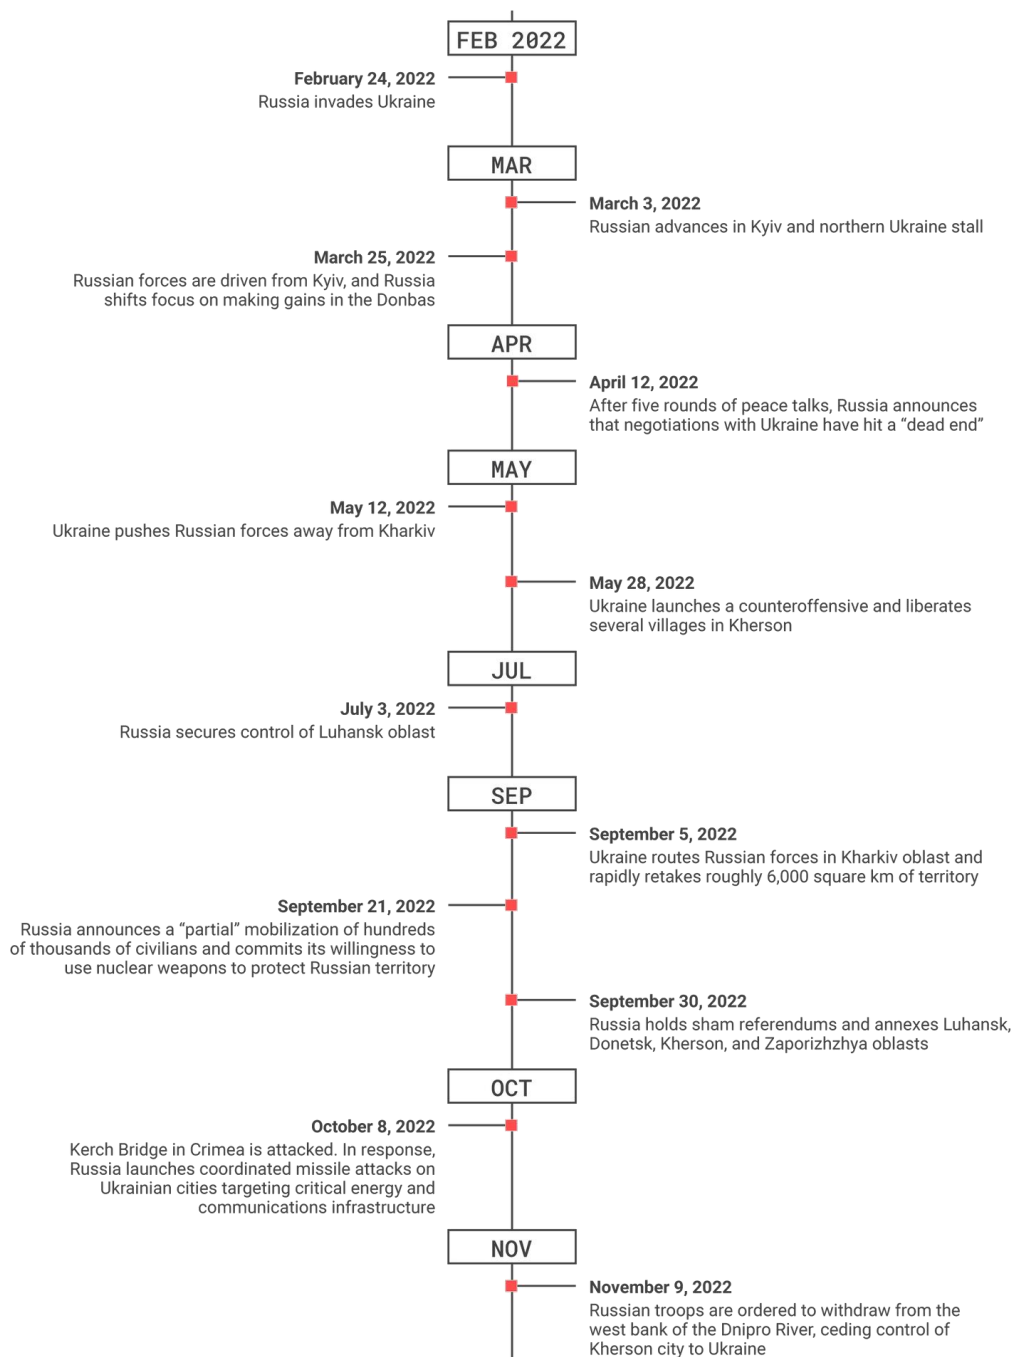 FEB 2022
February 24, 2022
Russia invades Ukraine
MAR
March 3, 2022
Russian advances in Kyiv and northern Ukraine stall
March 25, 2022
Russian forces are driven from Kyiv, and Russia
shifts focus on making gains in the Donbas
APR
April 12, 2022
After five rounds of peace talks, Russia announces
that negotiations with Ukraine have hit a “dead end”
MAY
May 12, 2022
Ukraine pushes Russian forces away from Kharkiv
May 28, 2022
Ukraine launches a counteroffensive and liberates
several villages in Kherson
JUL
July 3, 2022
Russia secures control of Luhansk oblast
SEP
September 5, 2022
Ukraine routes Russian forces in Kharkiv oblast and
rapidly retakes roughly 6,000 square km of territory
September 21, 2022
Russia announces a “partial” mobilization of hundreds
of thousands of civilians and commits its willingness to
use nuclear weapons to protect Russian territory
September 30, 2022
Russia holds sham referendums and annexes Luhansk,
Donetsk, Kherson, and Zaporizhzhya oblasts
OCT
October 8, 2022
Kerch Bridge in Crimea is attacked. In response,
Russia launches coordinated missile attacks on
Ukrainian cities targeting critical energy and
communications infrastructure
NOV
November 9, 2022
Russian troops are ordered to withdraw from the
west bank of the Dnipro River, ceding control of
Kherson city to Ukraine